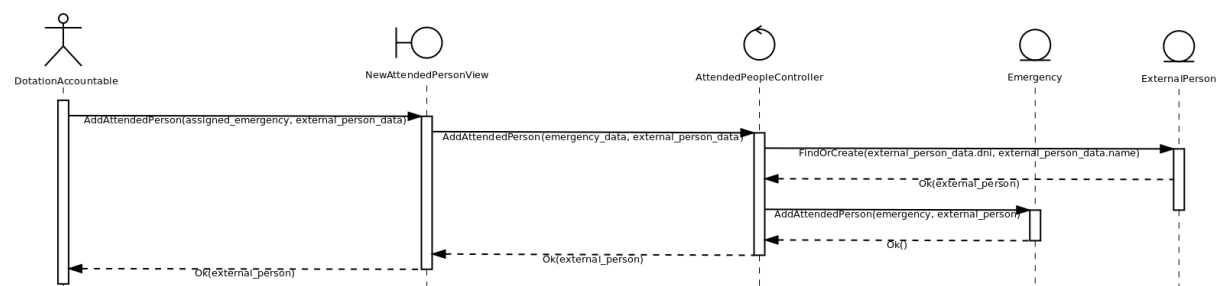 DotationAccountable
NewAttendedPersonView
AttendedPeopleController
Emergency
ExternalPerson
AddAttendedPerson(assigned_emergency, external_person_data)
AddAttendedPerson(emergency_data, external_person_data)
FindOrCreate(external_person_data.dni, external_person_data.name)
Ok(external_person)
AddAttendedPerson(emergency, external_person)
Ok()
Ok(external_person)
Ok(external_person)